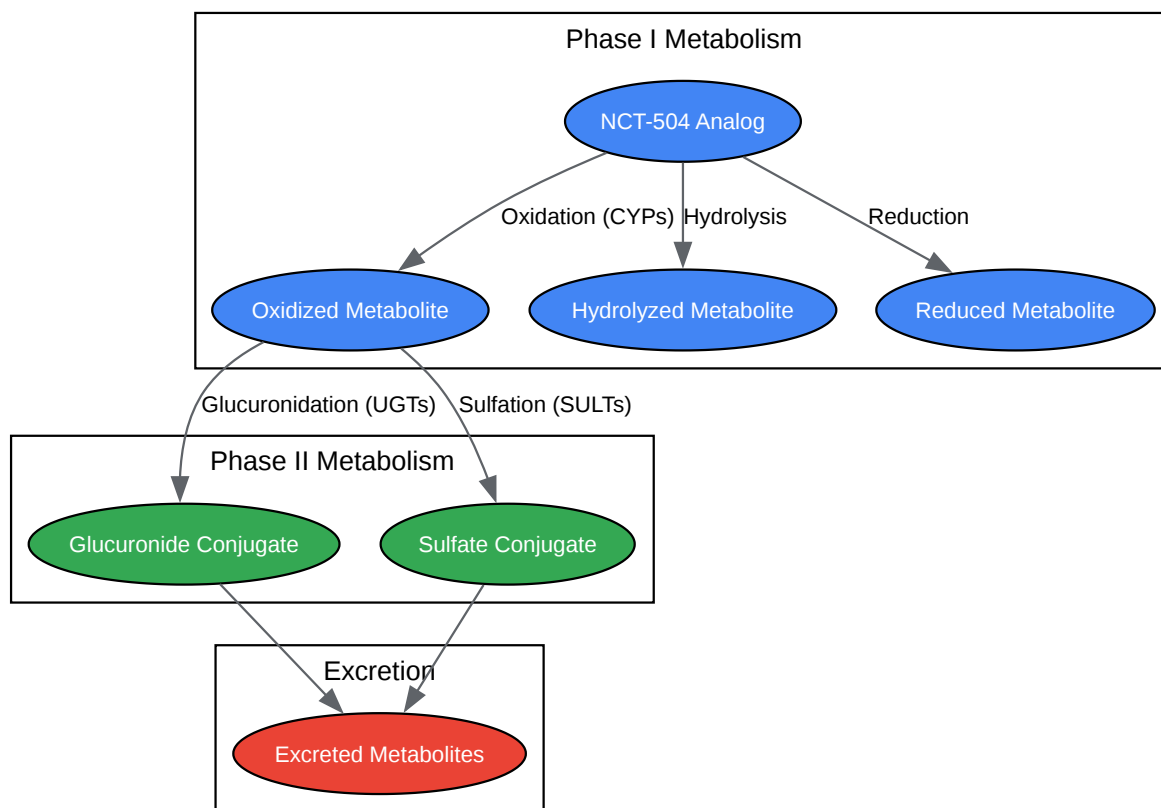 Phase I Metabolism
NCT-504 Analog
Oxidation (CYPs)
Hydrolysis
Reduction
Oxidized Metabolite
Hydrolyzed Metabolite
Reduced Metabolite
Glucuronidation (UGTs)
Sulfation (SULTs)
Phase II Metabolism
Glucuronide Conjugate
Sulfate Conjugate
Excretion
Excreted Metabolites